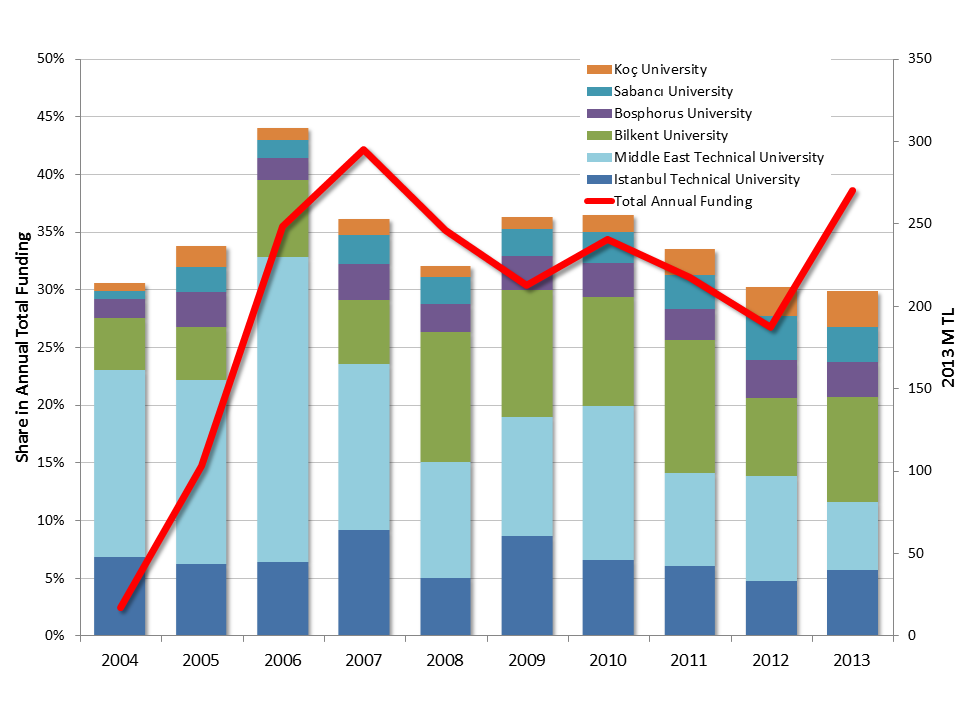 50%
45%
40%
35%
30%
25%
20%
15%
10%
5%
0%
Share in Annual Total Funding
Koç University
Sabancı University
Bosphorus University
Bilkent University
Middle East Technical University
Istanbul Technical University
Total Annual Funding
350
300
250
200
150
100
50
0
2013 M TL
2004 2005 2006 2007 2008 2009 2010 2011 2012 2013